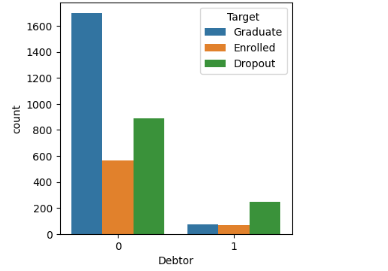 Target
Graduate
Enrolled
Dropout
1600
1400
1200
1000
800
600
400
200
0
count
0 1
Debtor